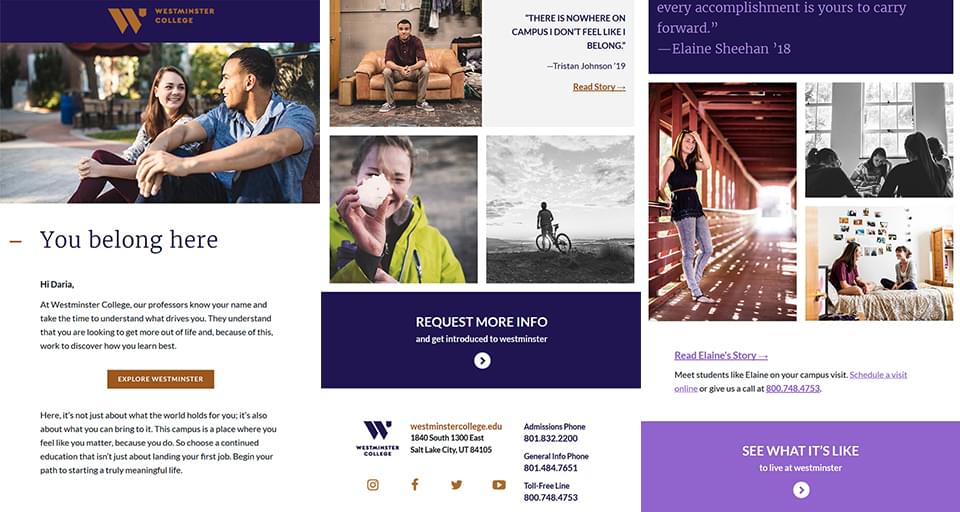 WESTMINSTER
COLLEGE
You belong here
Hi Daria,
At Westminster College, our professors know your name and
take the time to understand what drives you. They understand
that you are looking to get more out of life and, because of this,
work to discover how you learn best.
EXPLORE WESTMINSTER
Here, it's not just about what the world holds for you; it's also
about what you can bring to it. This campus is a place where you
feel like you matter, because you do. So choose a continued
education that isn't just about landing your first job. Begin your
path to starting a truly meaningful life.
"THERE IS NOWHERE ON
CAMPUS I DON'T FEEL LIKE I
BELONG."
—Tristan Johnson '19
Read Story →
REQUEST MORE INFO
and get introduced to westminster
WESTMINSTER
COLLEGE
westminstercollege.edu
1840 South 1300 East
Salt Lake City, UT 84105
Admissions Phone
801.832.2200
General Info Phone
801.484.7651
Toll-Free Line
800.748.4753
every accomplishment is yours to carry
forward."
—Elaine Sheehan '18
Read Elaine's Story →
Meet students like Elaine on your campus visit. Schedule a visit
online or give us a call at 800.748.4753.
SEE WHAT IT'S LIKE
to live at westminster